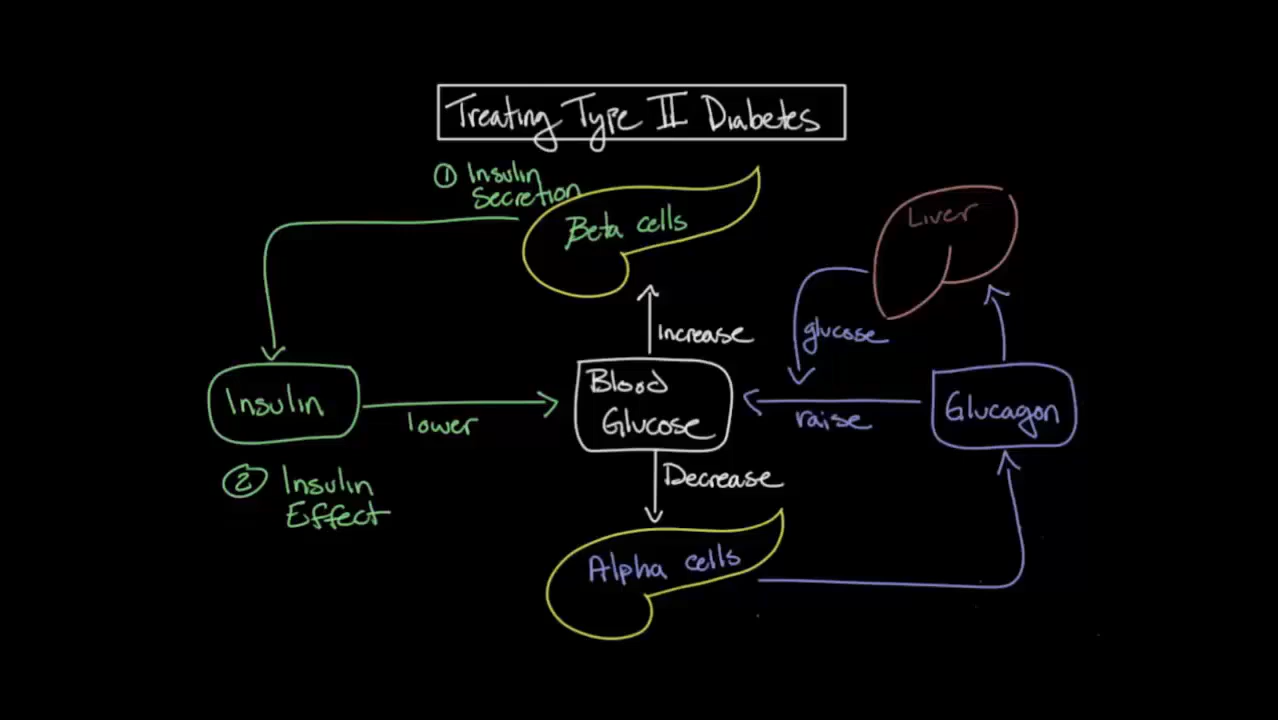 Treating Type II Diabetes
① Insulin
Secretion
Beta cells
Liver
Increase
glucose
Insulin
lower
Blood
Glucose
raise
Glucagon
② Insulin
Effect
Decrease
Alpha cells